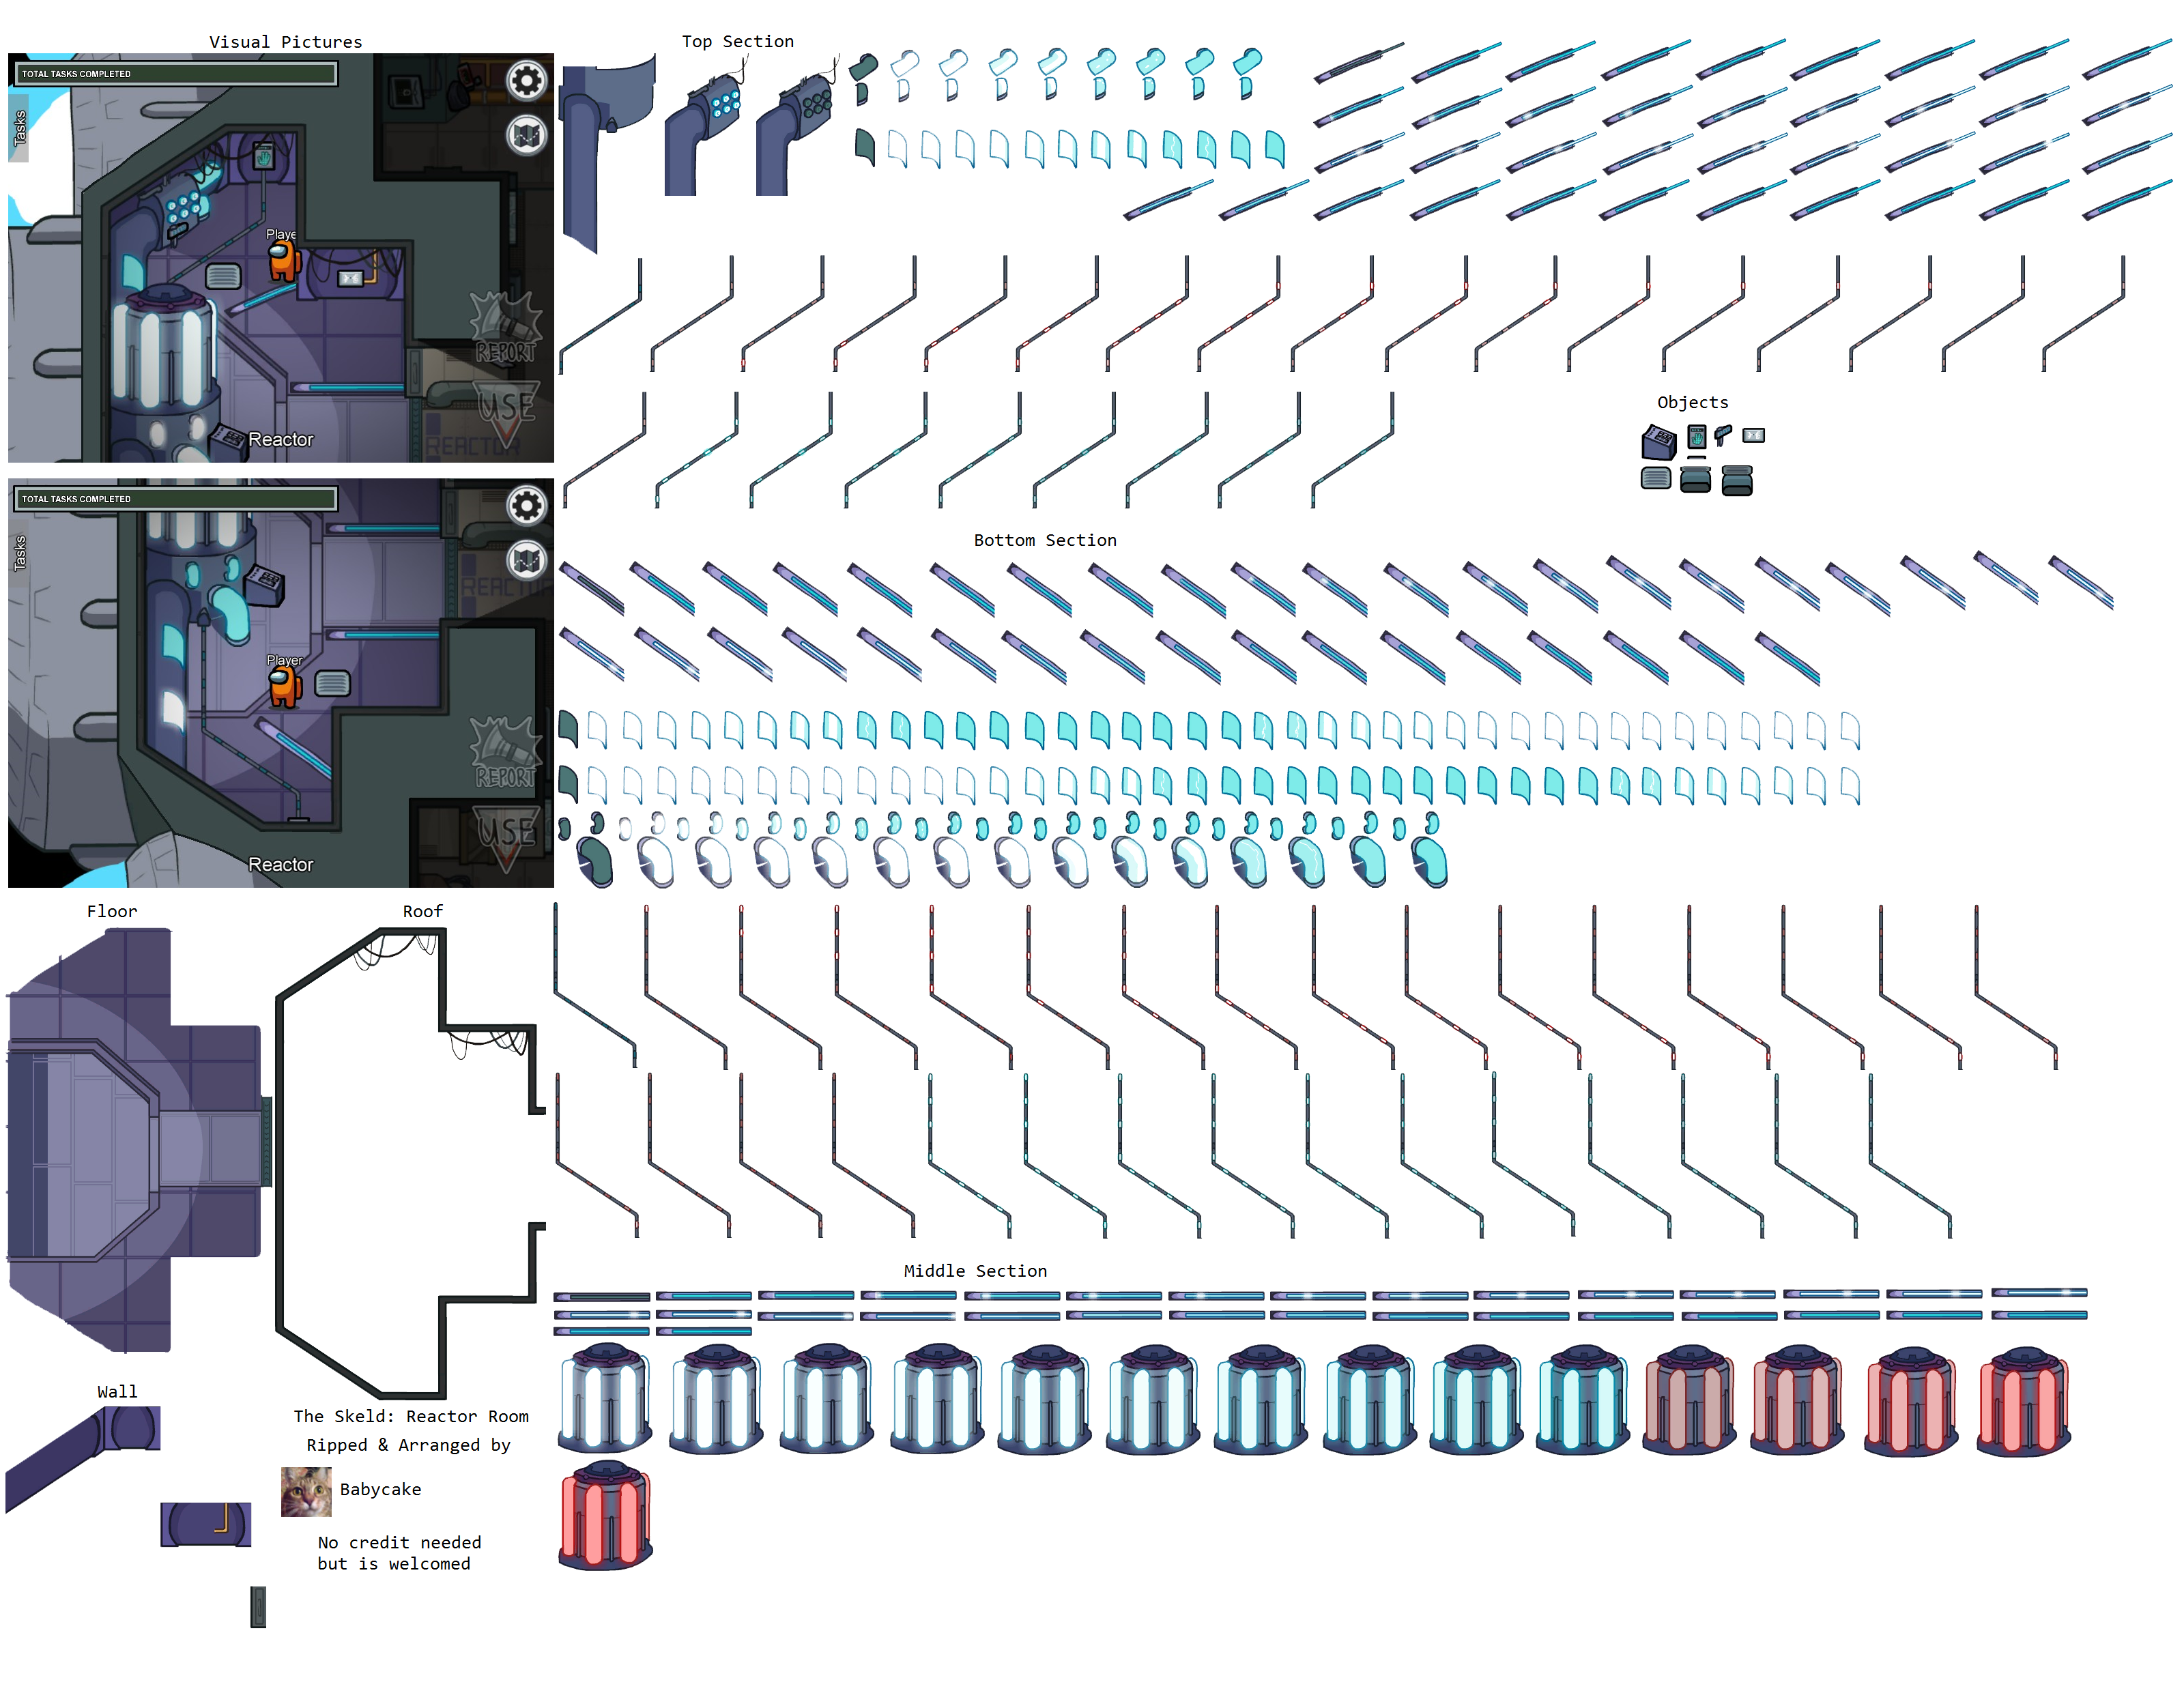 Visual Pictures
Top Section
TOTAL TASKS COMPLETED
Tasks
Playe
REPORT
USE
REACTOR
Reactor
Objects
TOTAL TASKS COMPLETED
Tasks
REACTOR
Player
REPORT
USE
Reactor
Bottom Section
Floor
Roof
Middle Section
Wall
The Skeld: Reactor Room
Ripped & Arranged by
Babycake
No credit needed
but is welcomed